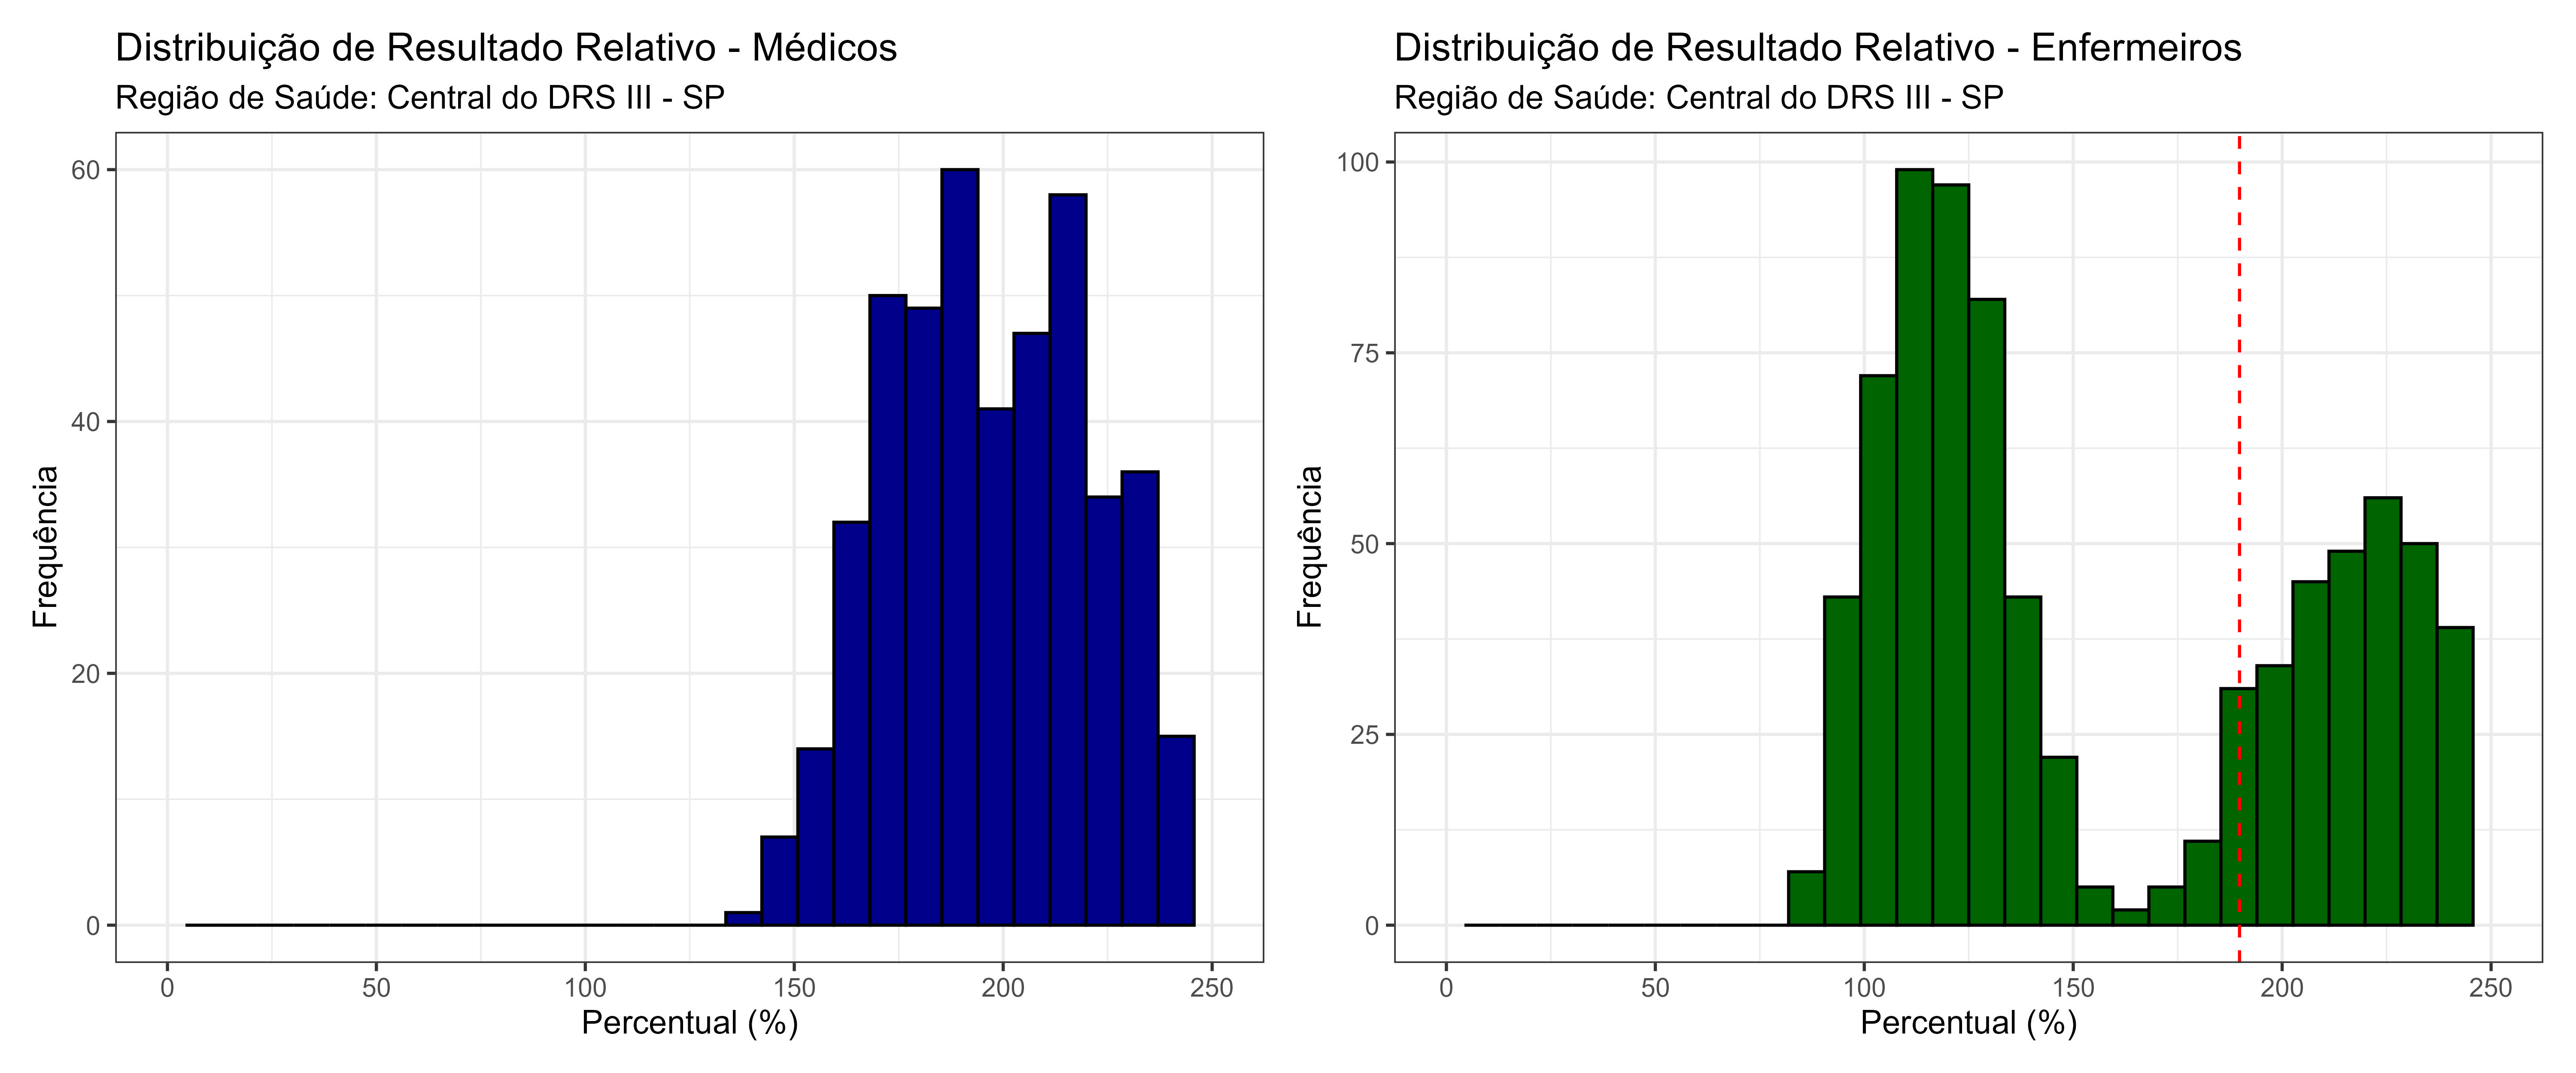 Distribuição de Resultado Relativo - Médicos
Região de Saúde: Central do DRS III - SP
60
40
20
0
Frequência
0 50 100 150 200 250
Percentual (%)
Distribuição de Resultado Relativo - Enfermeiros
Região de Saúde: Central do DRS III - SP
100
75
50
25
0
Frequência
0 50 100 150 200 250
Percentual (%)